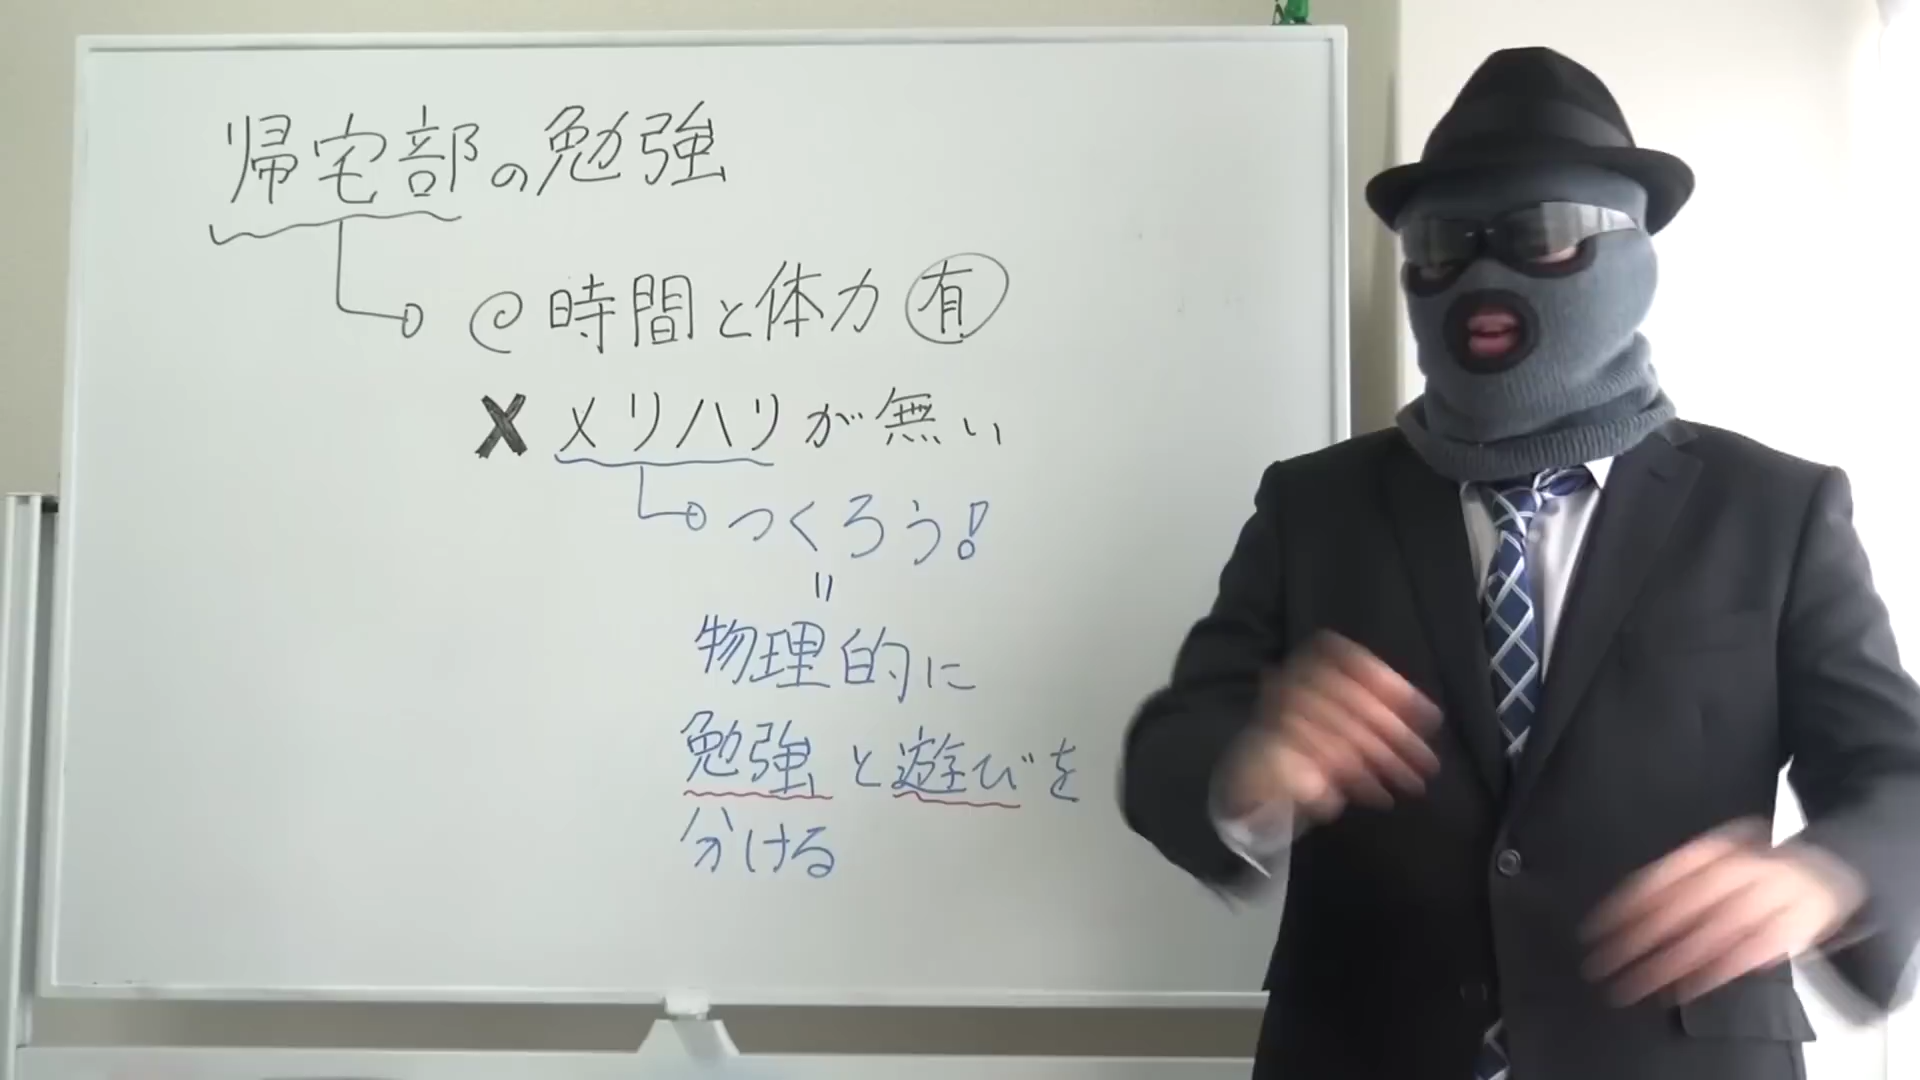 帰宅部の勉強
@時間と体力 有
✗ メリハリが無い
つくろう!
=
物理的に
勉強と遊びを
分ける